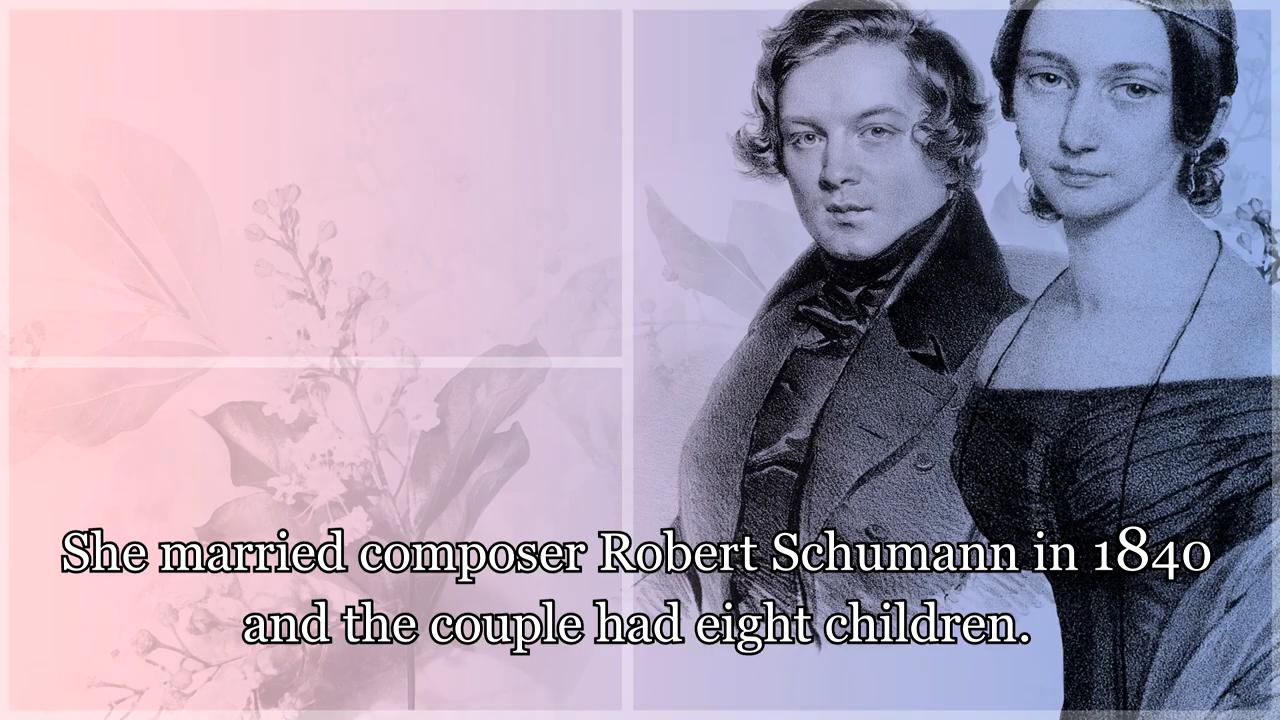 She married composer Robert Schumann in 1840
and the couple had eight children.